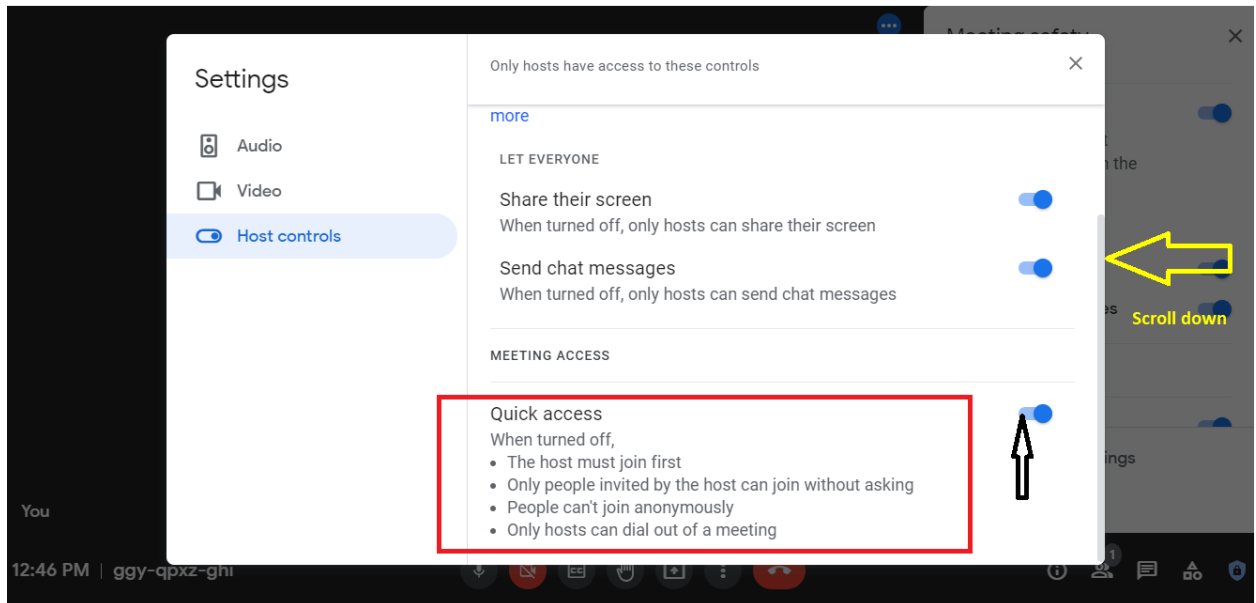 Meeting safety
Settings
Only hosts have access to these controls
more
Audio
LET EVERYONE
the
Video
Share their screen
When turned off, only hosts can share their screen
Host controls
Send chat messages
When turned off, only hosts can send chat messages
Scroll down
MEETING ACCESS
Quick access
When turned off,
• The host must join first
• Only people invited by the host can join without asking
• People can't join anonymously
• Only hosts can dial out of a meeting
You
12:46 PM | ggy-qpxz-ghi
1